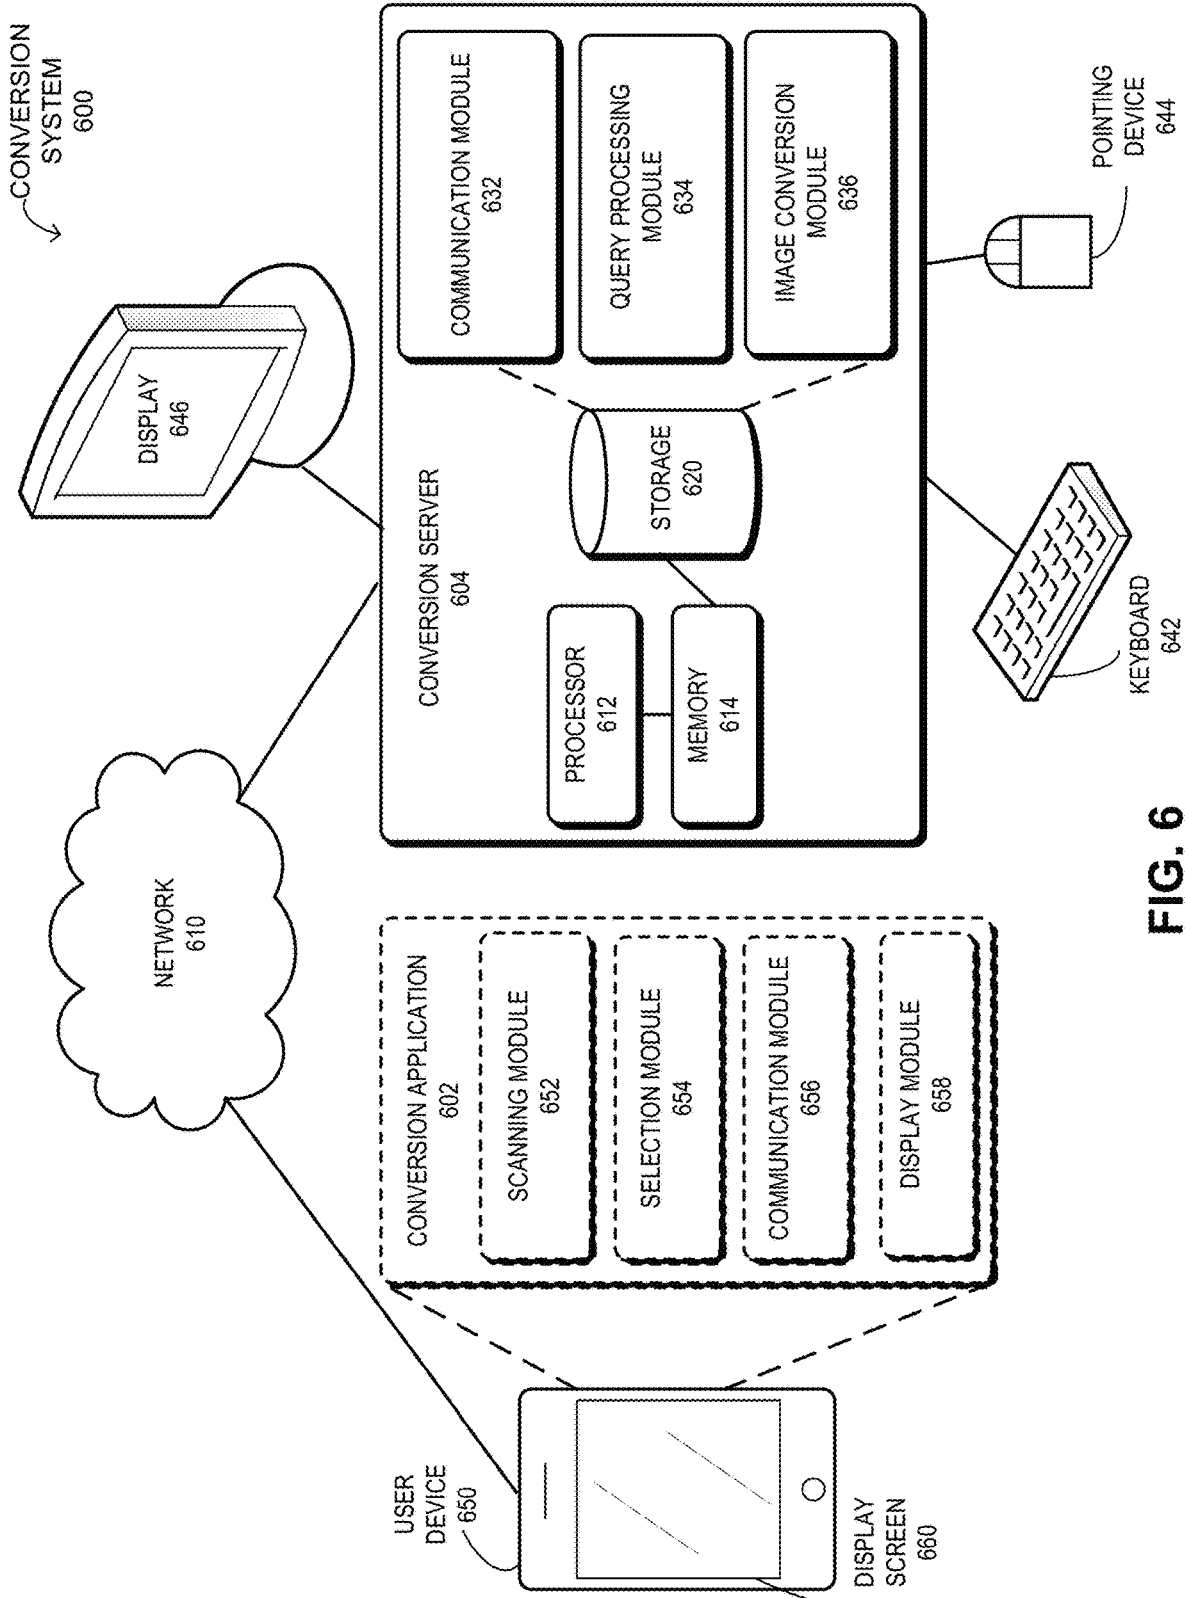 CONVERSION
SYSTEM
600
DISPLAY
646
NETWORK
610
CONVERSION SERVER
604
COMMUNICATION MODULE
632
QUERY PROCESSING
MODULE
634
IMAGE CONVERSION
MODULE
636
STORAGE
620
PROCESSOR
612
MEMORY
614
POINTING
DEVICE
644
KEYBOARD
642
USER
DEVICE
650
CONVERSION APPLICATION
602
SCANNING MODULE
652
SELECTION MODULE
654
COMMUNICATION MODULE
656
DISPLAY MODULE
658
DISPLAY
SCREEN
660
FIG. 6